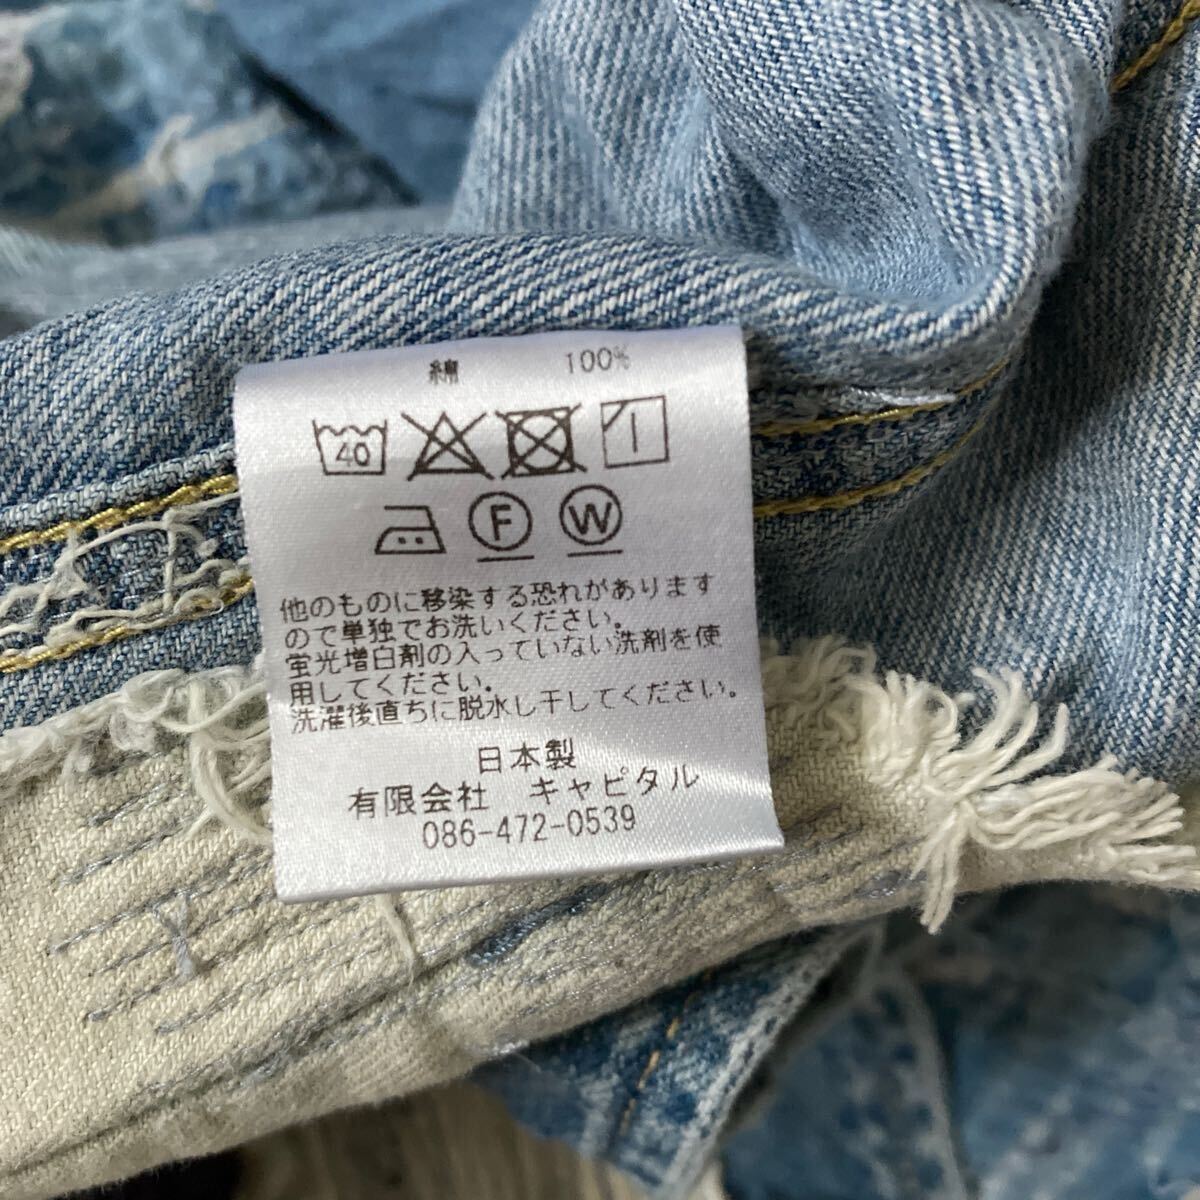 綿 100%
40
F W
他のものに移染する恐れがあります
ので単独でお洗いください。
蛍光増白剤の入っていない洗剤を使
用してください。
洗濯後直ちに脱水し干してください。
日本製
有限会社 キャピタル
086-472-0539